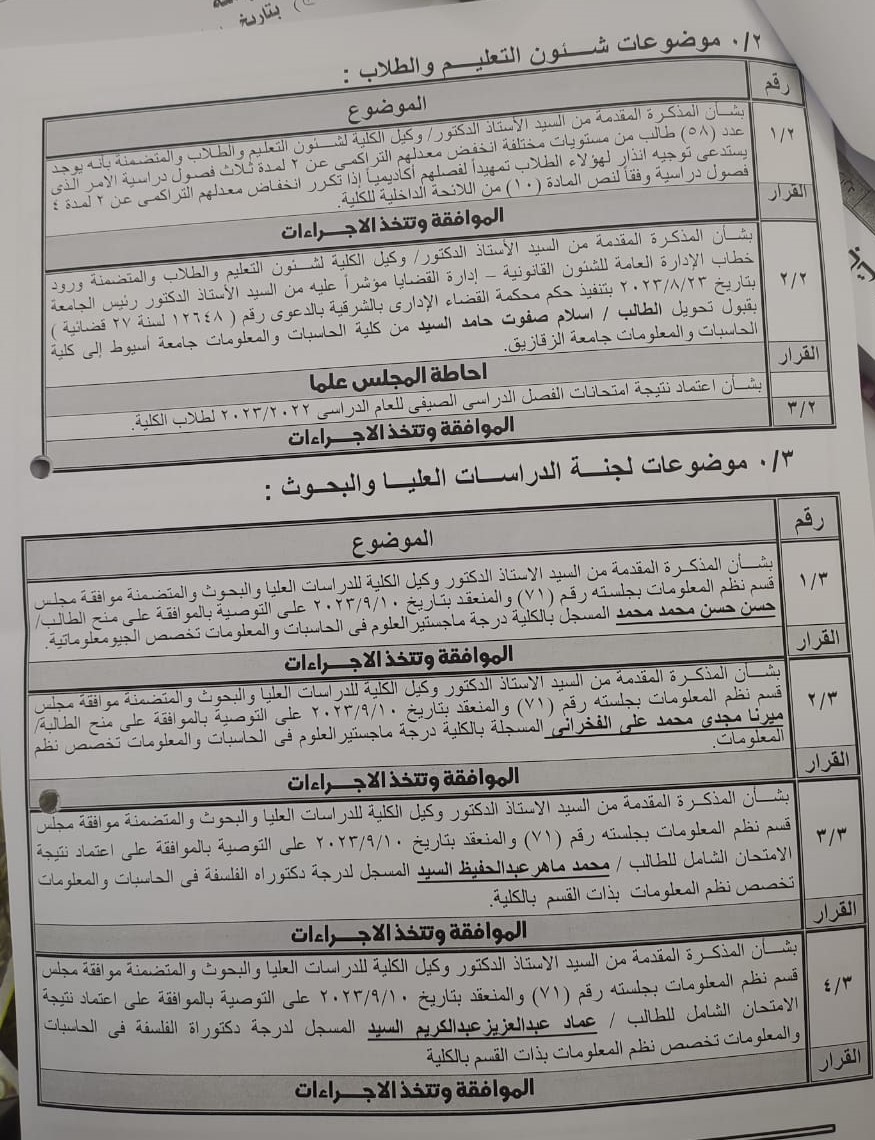 بتاريخ
٠/٢ موضوعات شئون التعليم والطلاب :
رقم
الموضوع
١/٢
بشأن المذكرة المقدمة من السيد الأستاذ الدكتور/ وكيل الكلية لشئون التعليم والطلاب والمتضمنة بأنه يوجد
عدد (٥٨) طالب من مستويات مختلفة انخفض معدلهم التراكمى عن ٢ لمدة ثلاث فصول دراسية الامر الذى
يستدعى توجيه انذار لهؤلاء الطلاب تمهيداً لفصلهم أكاديمياً إذا تكرر انخفاض معدلهم التراكمى عن ٢ لمدة ٤
فصول دراسية وفقاً لنص المادة (١٠) من اللائحة الداخلية للكلية.
القرار
الموافقة وتتخذ الاجراءات
٢/٢
بشأن المذكرة المقدمة من السيد الأستاذ الدكتور/ وكيل الكلية لشئون التعليم والطلاب والمتضمنة ورود
خطاب الإدارة العامة للشئون القانونية – إدارة القضايا مؤشراً عليه من السيد الأستاذ الدكتور رئيس الجامعة
بتاريخ ٢٠٢٣/٨/٢٣ بتنفيذ حكم محكمة القضاء الإدارى بالشرقية بالدعوى رقم ( ١٢٦٤٨ لسنة ٢٧ قضائية )
بقبول تحويل الطالب / اسلام صفوت حامد السيد من كلية الحاسبات والمعلومات جامعة أسيوط إلى كلية
الحاسبات والمعلومات جامعة الزقازيق.
القرار
احاطة المجلس علما
٣/٢
بشأن اعتماد نتيجة امتحانات الفصل الدراسى الصيفى للعام الدراسى ٢٠٢٣/٢٠٢٢ لطلاب الكلية.
الموافقة وتتخذ الاجراءات
٠/٣ موضوعات لجنة الدراسات العليا والبحوث :
رقم
الموضوع
١/٣
بشأن المذكرة المقدمة من السيد الاستاذ الدكتور وكيل الكلية للدراسات العليا والبحوث والمتضمنة موافقة مجلس
قسم نظم المعلومات بجلسته رقم (٧١) والمنعقد بتاريخ ٢٠٢٣/٩/١٠ على التوصية بالموافقة على منح الطالب/
حسن حسن محمد محمد المسجل بالكلية درجة ماجستير العلوم فى الحاسبات والمعلومات تخصص الجيومعلوماتية.
القرار
الموافقة وتتخذ الاجراءات
٢/٣
بشأن المذكرة المقدمة من السيد الاستاذ الدكتور وكيل الكلية للدراسات العليا والبحوث والمتضمنة موافقة مجلس
قسم نظم المعلومات بجلسته رقم (٧١) والمنعقد بتاريخ ٢٠٢٣/٩/١٠ على التوصية بالموافقة على منح الطالبة/
ميرنا مجدى محمد على الفخرانى المسجلة بالكلية درجة ماجستير العلوم فى الحاسبات والمعلومات تخصص نظم
المعلومات.
القرار
الموافقة وتتخذ الاجراءات
٣/٣
بشأن المذكرة المقدمة من السيد الاستاذ الدكتور وكيل الكلية للدراسات العليا والبحوث والمتضمنة موافقة مجلس
قسم نظم المعلومات بجلسته رقم (٧١) والمنعقد بتاريخ ٢٠٢٣/٩/١٠ على التوصية بالموافقة على اعتماد نتيجة
الامتحان الشامل للطالب / محمد ماهر عبدالحفيظ السيد المسجل لدرجة دكتوراه الفلسفة فى الحاسبات والمعلومات
تخصص نظم المعلومات بذات القسم بالكلية.
القرار
الموافقة وتتخذ الاجراءات
٤/٣
بشأن المذكرة المقدمة من السيد الاستاذ الدكتور وكيل الكلية للدراسات العليا والبحوث والمتضمنة موافقة مجلس
قسم نظم المعلومات بجلسته رقم (٧١) والمنعقد بتاريخ ٢٠٢٣/٩/١٠ على التوصية بالموافقة على اعتماد نتيجة
الامتحان الشامل للطالب / عماد عبدالعزيز عبدالكريم السيد المسجل لدرجة دكتوراة الفلسفة فى الحاسبات
والمعلومات تخصص نظم المعلومات بذات القسم بالكلية
القرار
الموافقة وتتخذ الاجراءات